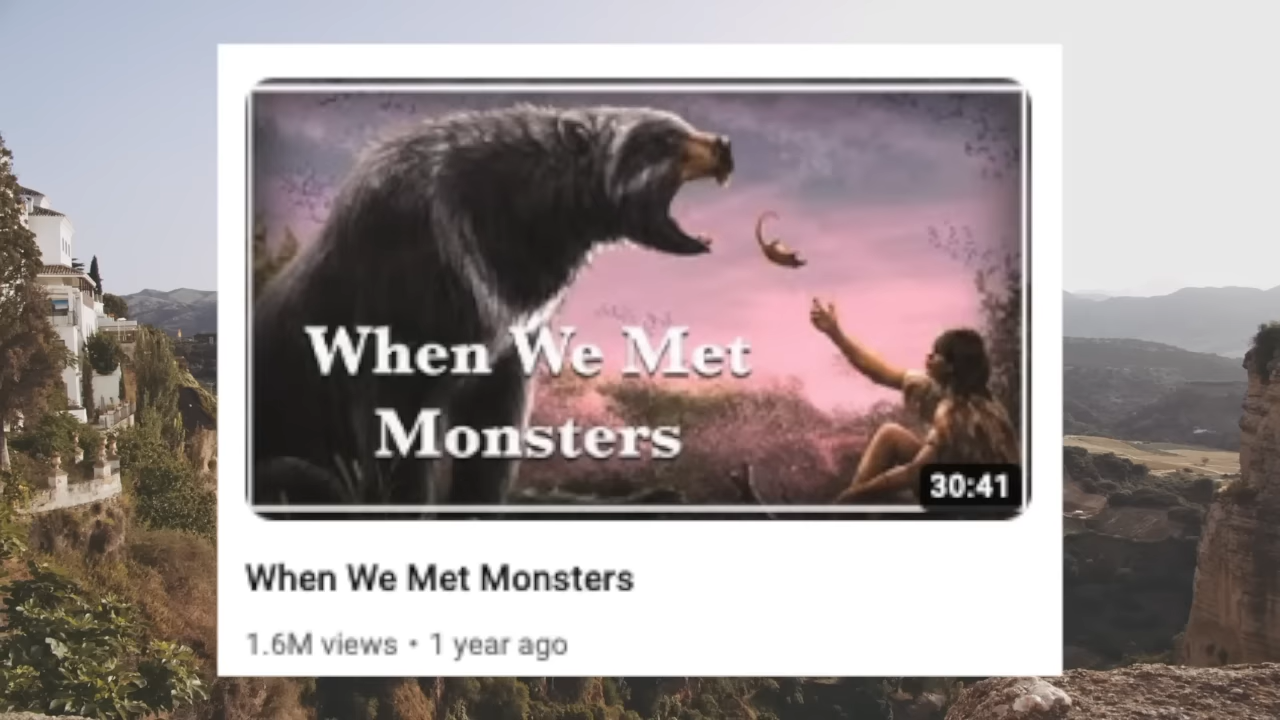 When We Met
Monsters
30:41
When We Met Monsters
1.6M views • 1 year ago